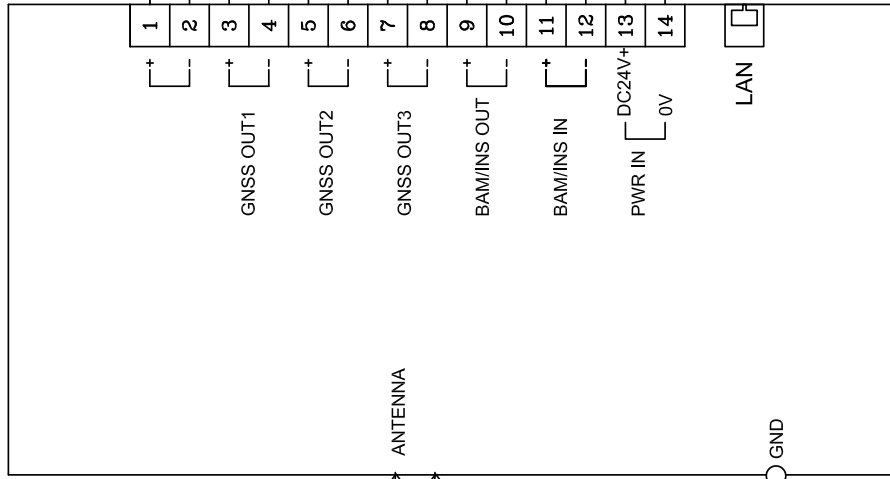 1 2 3 4 5 6 7 8 9 10 11 12 13 14
+ - + - + - + - + - + - DC24V+ 0V
GNSS OUT1
GNSS OUT2
GNSS OUT3
BAM/INS OUT
BAM/INS IN
PWR IN
LAN
ANTENNA
GND